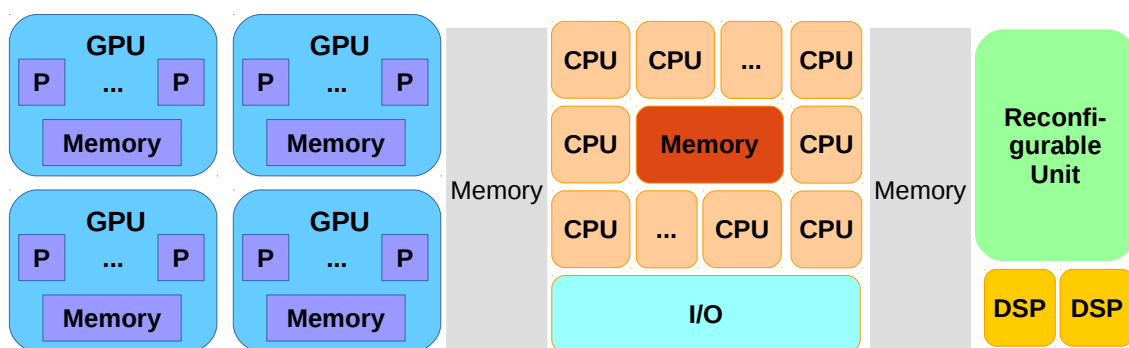 GPU
P ... P
Memory
GPU
P ... P
Memory
GPU
P ... P
Memory
GPU
P ... P
Memory
Memory
CPU CPU ... CPU
CPU Memory CPU
CPU ... CPU CPU
I/O
Memory
Reconfi-
gurable
Unit
DSP DSP